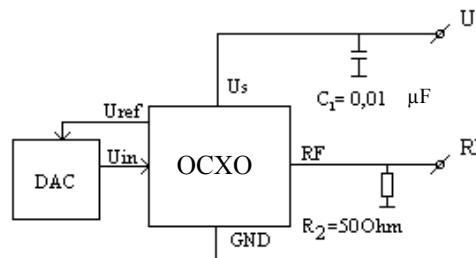 U
Us
C₁= 0,01 µF
Uref
Uin
DAC
OCXO
RF
R
R₂=50Ohm
GND